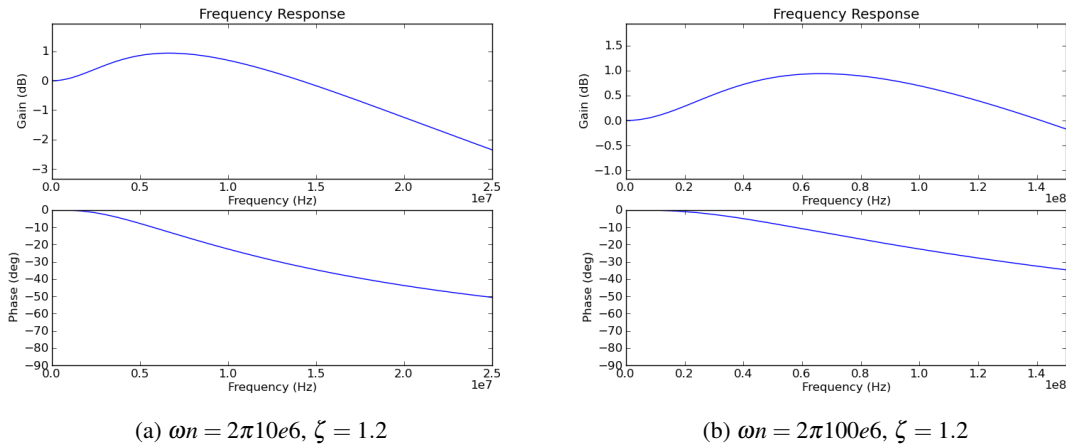 Frequency Response
Gain (dB)
1
0
−1
−2
−3
0.0 0.5 1.0 1.5 2.0 2.5
Frequency (Hz)
1e7
Phase (deg)
0
−10
−20
−30
−40
−50
−60
−70
−80
−90
0.0 0.5 1.0 1.5 2.0 2.5
Frequency (Hz)
1e7
(a) ωn = 2π10e6, ζ = 1.2
Frequency Response
Gain (dB)
1.5
1.0
0.5
0.0
−0.5
−1.0
0.0 0.2 0.4 0.6 0.8 1.0 1.2 1.4
Frequency (Hz)
1e8
Phase (deg)
0
−10
−20
−30
−40
−50
−60
−70
−80
−90
0.0 0.2 0.4 0.6 0.8 1.0 1.2 1.4
Frequency (Hz)
1e8
(b) ωn = 2π100e6, ζ = 1.2